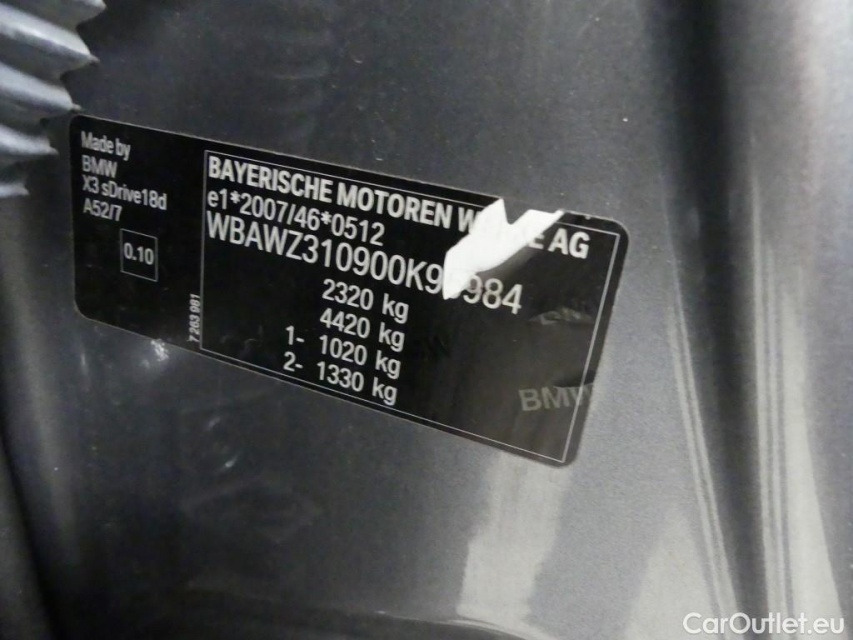 Made by
BMW
X3 sDrive18d
A52/7
0.10
7 263 981
BAYERISCHE MOTOREN AG
e1*2007/46*0512
2320 kg
4420 kg
1- 1020 kg
2- 1330 kg
BMW
CarOutlet.eu